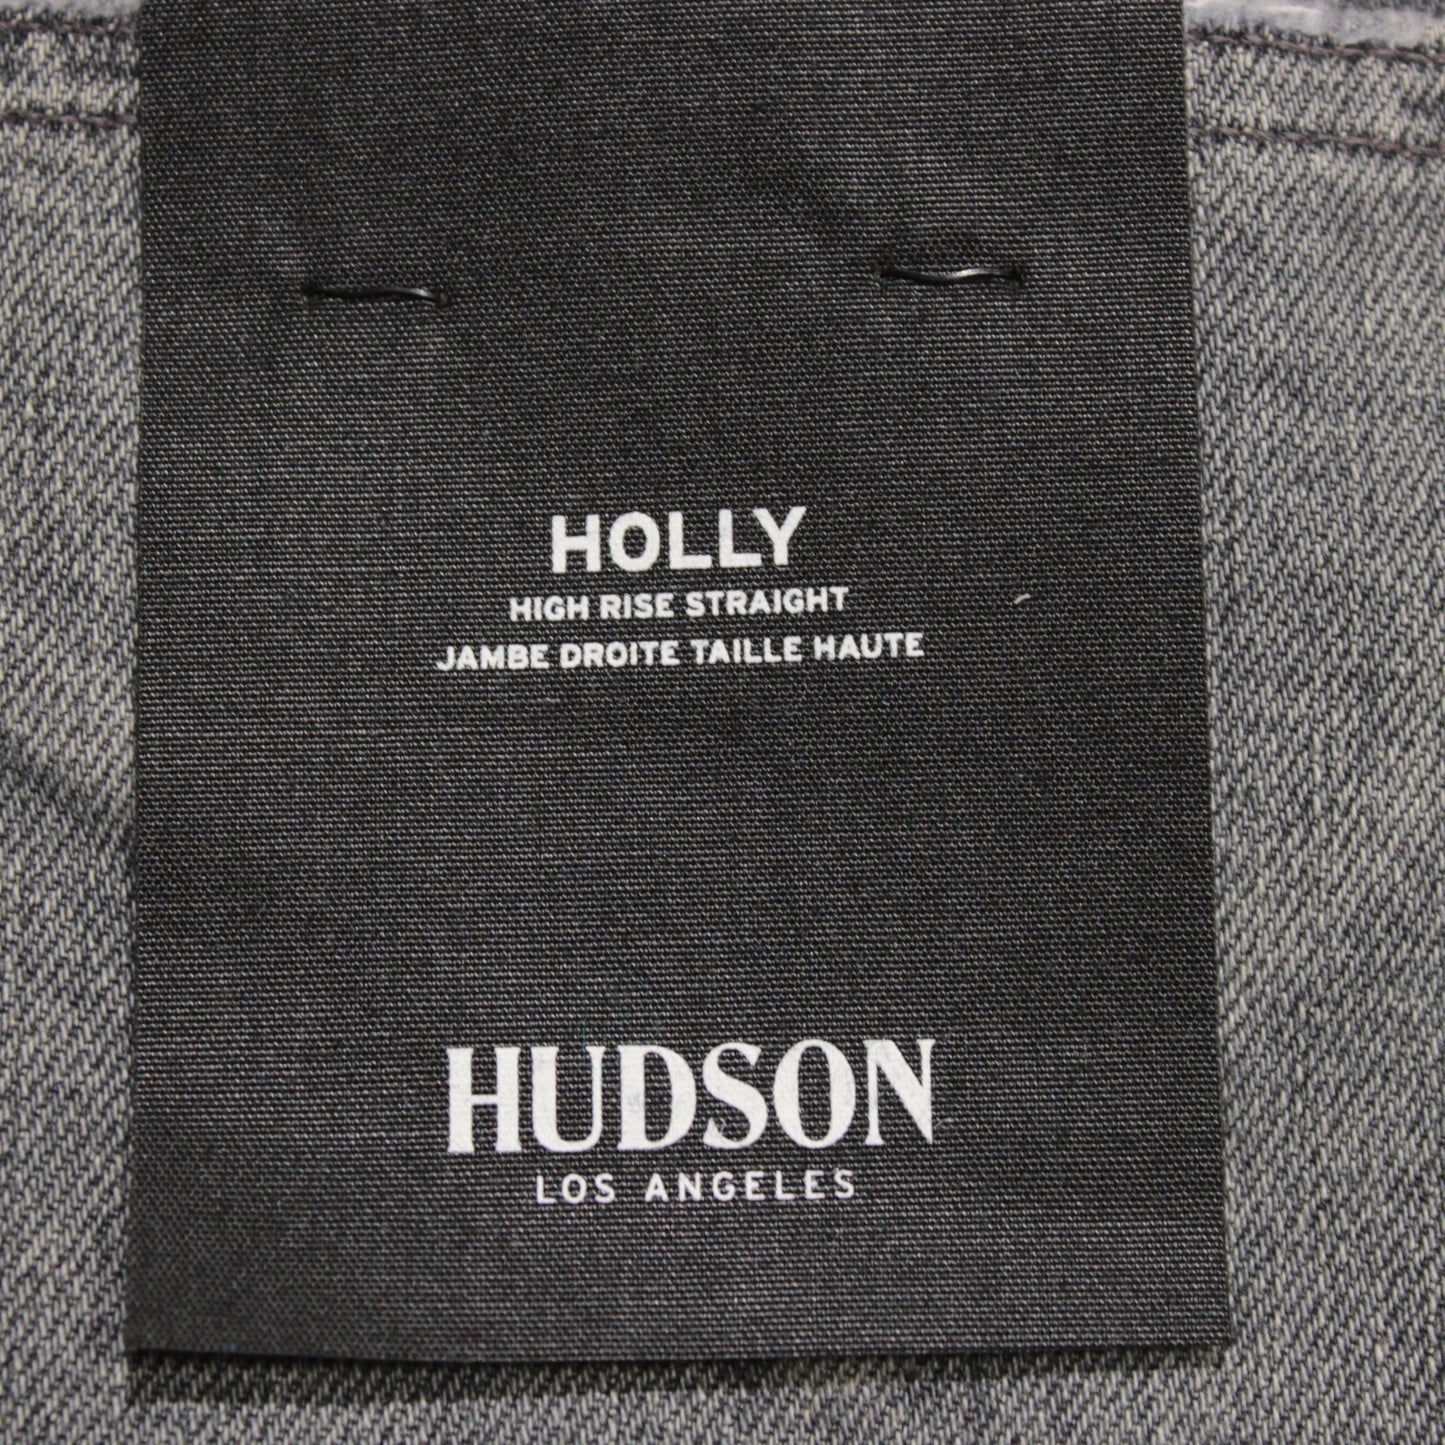 HOLLY
HIGH RISE STRAIGHT
JAMBE DROITE TAILLE HAUTE
HUDSON
LOS ANGELES